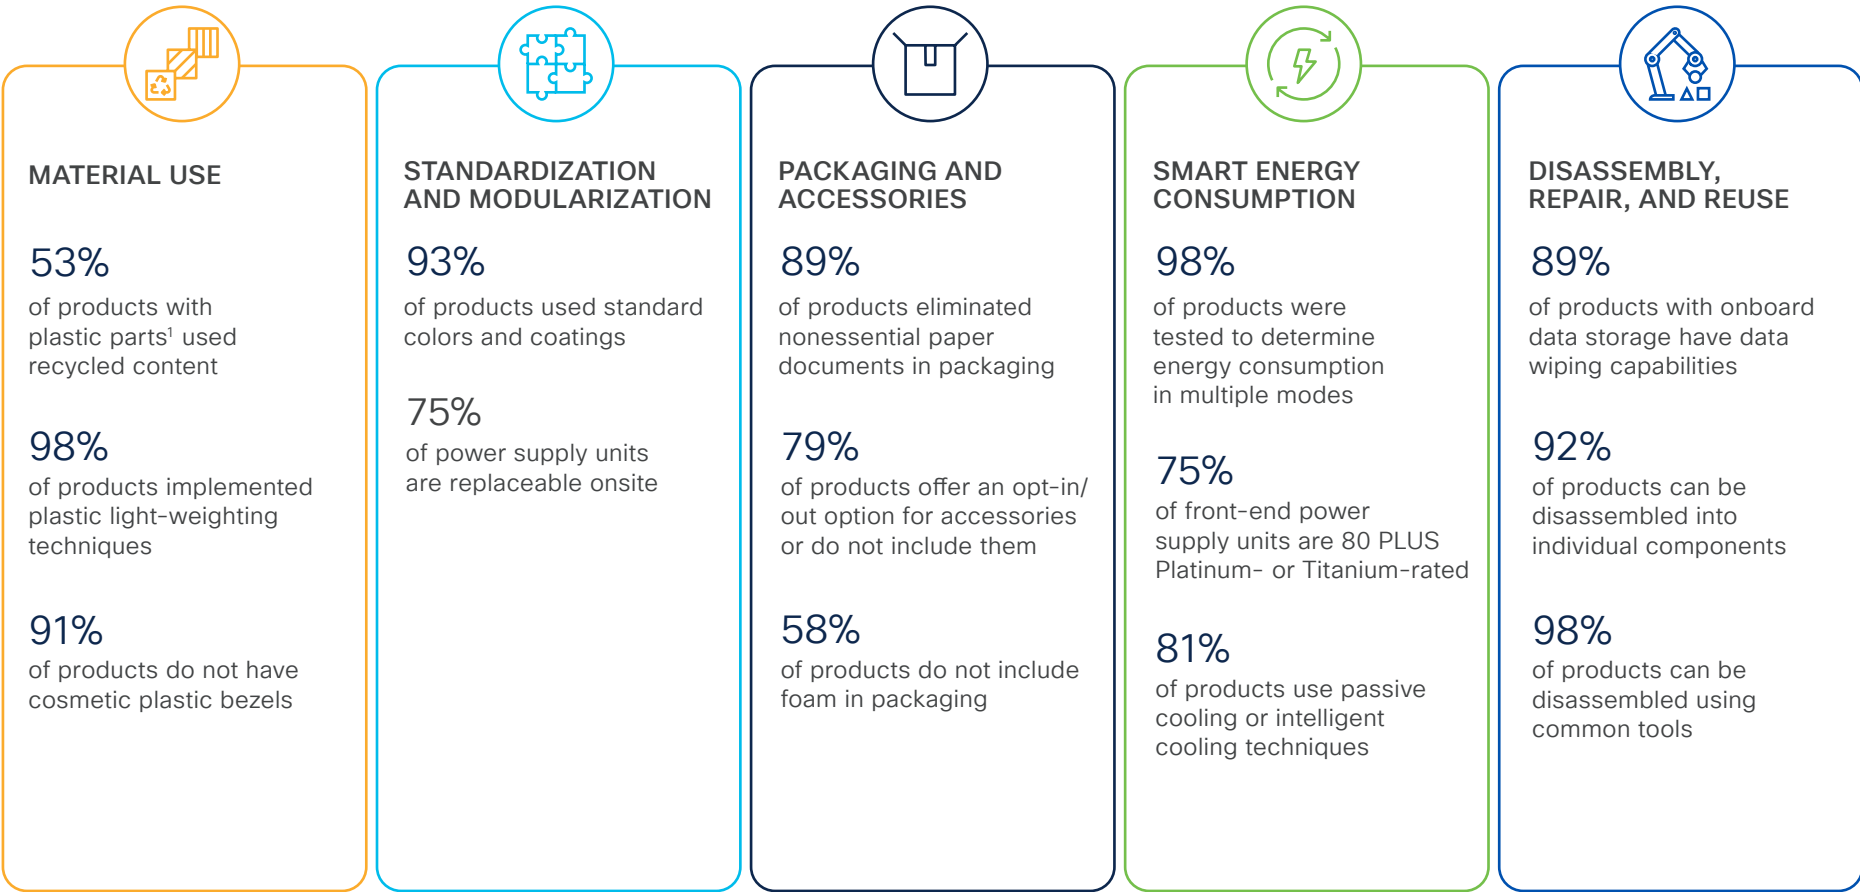 MATERIAL USE
53%
of products with
plastic parts¹ used
recycled content
98%
of products implemented
plastic light-weighting
techniques
91%
of products do not have
cosmetic plastic bezels
STANDARDIZATION
AND MODULARIZATION
93%
of products used standard
colors and coatings
75%
of power supply units
are replaceable onsite
PACKAGING AND
ACCESSORIES
89%
of products eliminated
nonessential paper
documents in packaging
79%
of products offer an opt-in/
out option for accessories
or do not include them
58%
of products do not include
foam in packaging
SMART ENERGY
CONSUMPTION
98%
of products were
tested to determine
energy consumption
in multiple modes
75%
of front-end power
supply units are 80 PLUS
Platinum- or Titanium-rated
81%
of products use passive
cooling or intelligent
cooling techniques
DISASSEMBLY,
REPAIR, AND REUSE
89%
of products with onboard
data storage have data
wiping capabilities
92%
of products can be
disassembled into
individual components
98%
of products can be
disassembled using
common tools